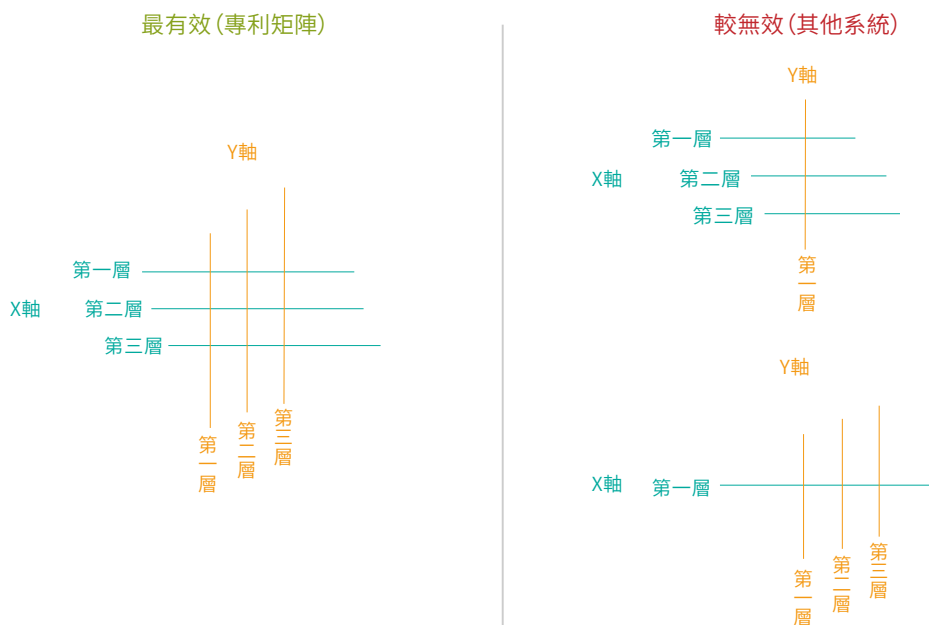 最有效(專利矩陣)
Y軸
第一層
X軸
第二層
第三層
第一層
第二層
第三層
較無效(其他系統)
Y軸
第一層
X軸
第二層
第三層
第一層
Y軸
X軸
第一層
第一層
第二層
第三層